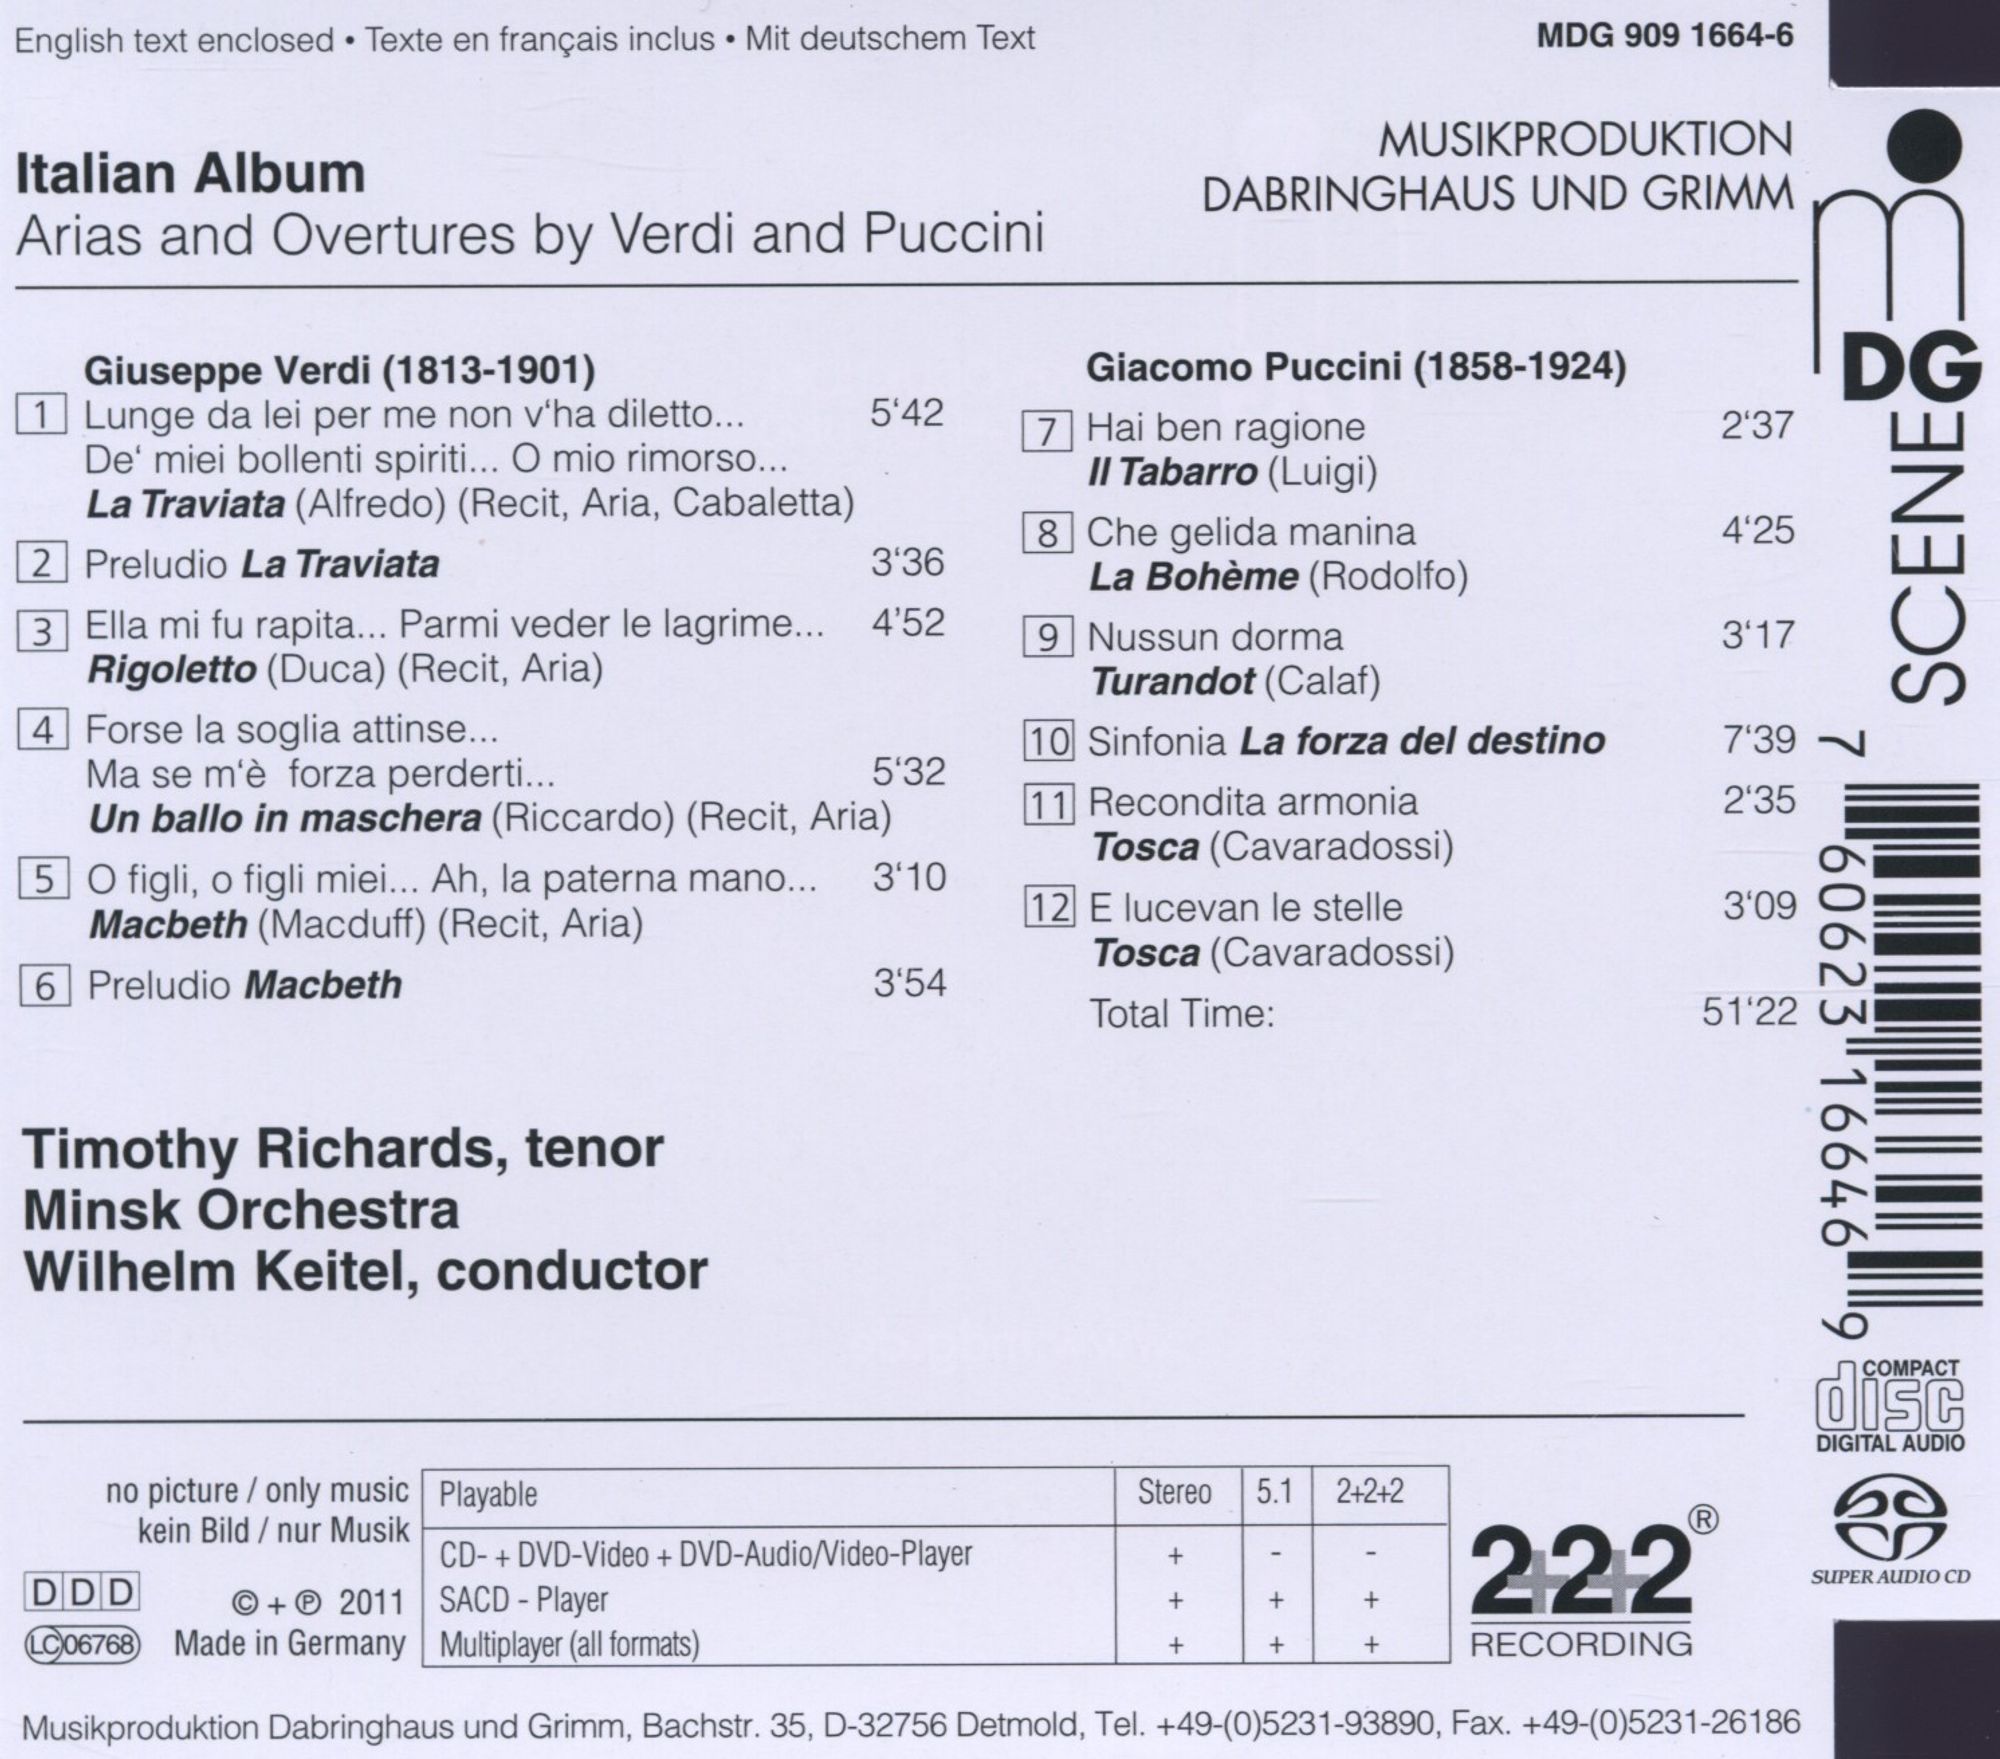 English text enclosed • Texte en français inclus • Mit deutschem Text
MDG 909 1664-6
MUSIKPRODUKTION
DABRINGHAUS UND GRIMM
Italian Album
Arias and Overtures by Verdi and Puccini
Giuseppe Verdi (1813-1901)
1 Lunge da lei per me non v‘ha diletto... 5‘42
De‘ miei bollenti spiriti... O mio rimorso...
La Traviata (Alfredo) (Recit, Aria, Cabaletta)
2 Preludio La Traviata 3‘36
3 Ella mi fu rapita... Parmi veder le lagrime... 4’52
Rigoletto (Duca) (Recit, Aria)
4 Forse la soglia attinse...
Ma se m‘è forza perderti... 5‘32
Un ballo in maschera (Riccardo) (Recit, Aria)
5 O figli, o figli miei... Ah, la paterna mano... 3‘10
Macbeth (Macduff) (Recit, Aria)
6 Preludio Macbeth 3‘54
Giacomo Puccini (1858-1924)
7 Hai ben ragione 2‘37
Il Tabarro (Luigi)
8 Che gelida manina 4‘25
La Bohème (Rodolfo)
9 Nussun dorma 3‘17
Turandot (Calaf)
10 Sinfonia La forza del destino 7‘39
11 Recondita armonia 2‘35
Tosca (Cavaradossi)
12 E lucevan le stelle 3‘09
Tosca (Cavaradossi)
Total Time: 51‘22
Timothy Richards, tenor
Minsk Orchestra
Wilhelm Keitel, conductor
no picture / only music
kein Bild / nur Musik
DDD
© + ℗ 2011
LC 06768
Made in Germany
Playable Stereo 5.1 2+2+2
CD- + DVD-Video + DVD-Audio/Video-Player + - -
SACD - Player + + +
Multiplayer (all formats) + + +
2+2+2®
RECORDING
Musikproduktion Dabringhaus und Grimm, Bachstr. 35, D-32756 Detmold, Tel. +49-(0)5231-93890, Fax. +49-(0)5231-26186
MDG
SCENE
7 60623 16646 9
COMPACT
disc
DIGITAL AUDIO
SUPER AUDIO CD